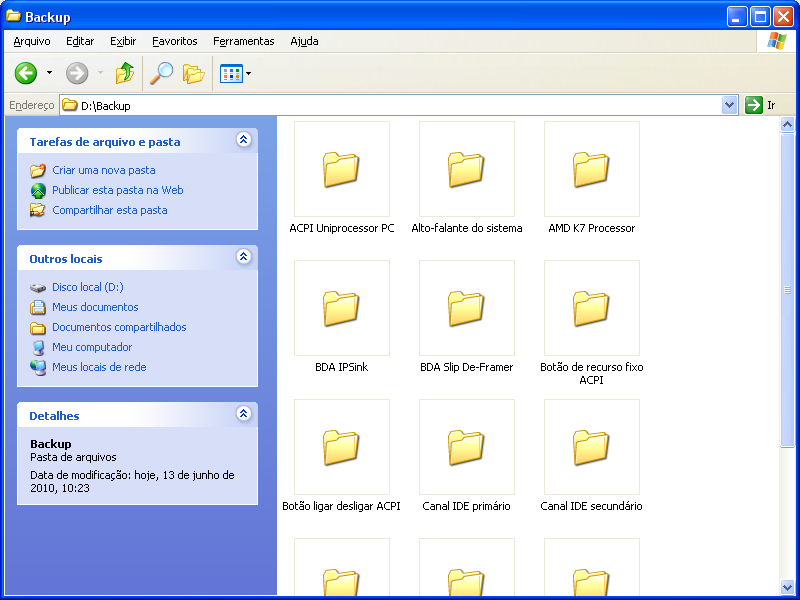 Backup
Arquivo Editar Exibir Favoritos Ferramentas Ajuda
Endereço D:\Backup Ir
Tarefas de arquivo e pasta
Criar uma nova pasta
Publicar esta pasta na Web
Compartilhar esta pasta
Outros locais
Disco local (D:)
Meus documentos
Documentos compartilhados
Meu computador
Meus locais de rede
Detalhes
Backup
Pasta de arquivos
Data de modificação: hoje, 13 de junho de
2010, 10:23
ACPI Uniprocessor PC
Alto-falante do sistema
AMD K7 Processor
BDA IPSink
BDA Slip De-Framer
Botão de recurso fixo
ACPI
Botão ligar desligar ACPI
Canal IDE primário
Canal IDE secundário